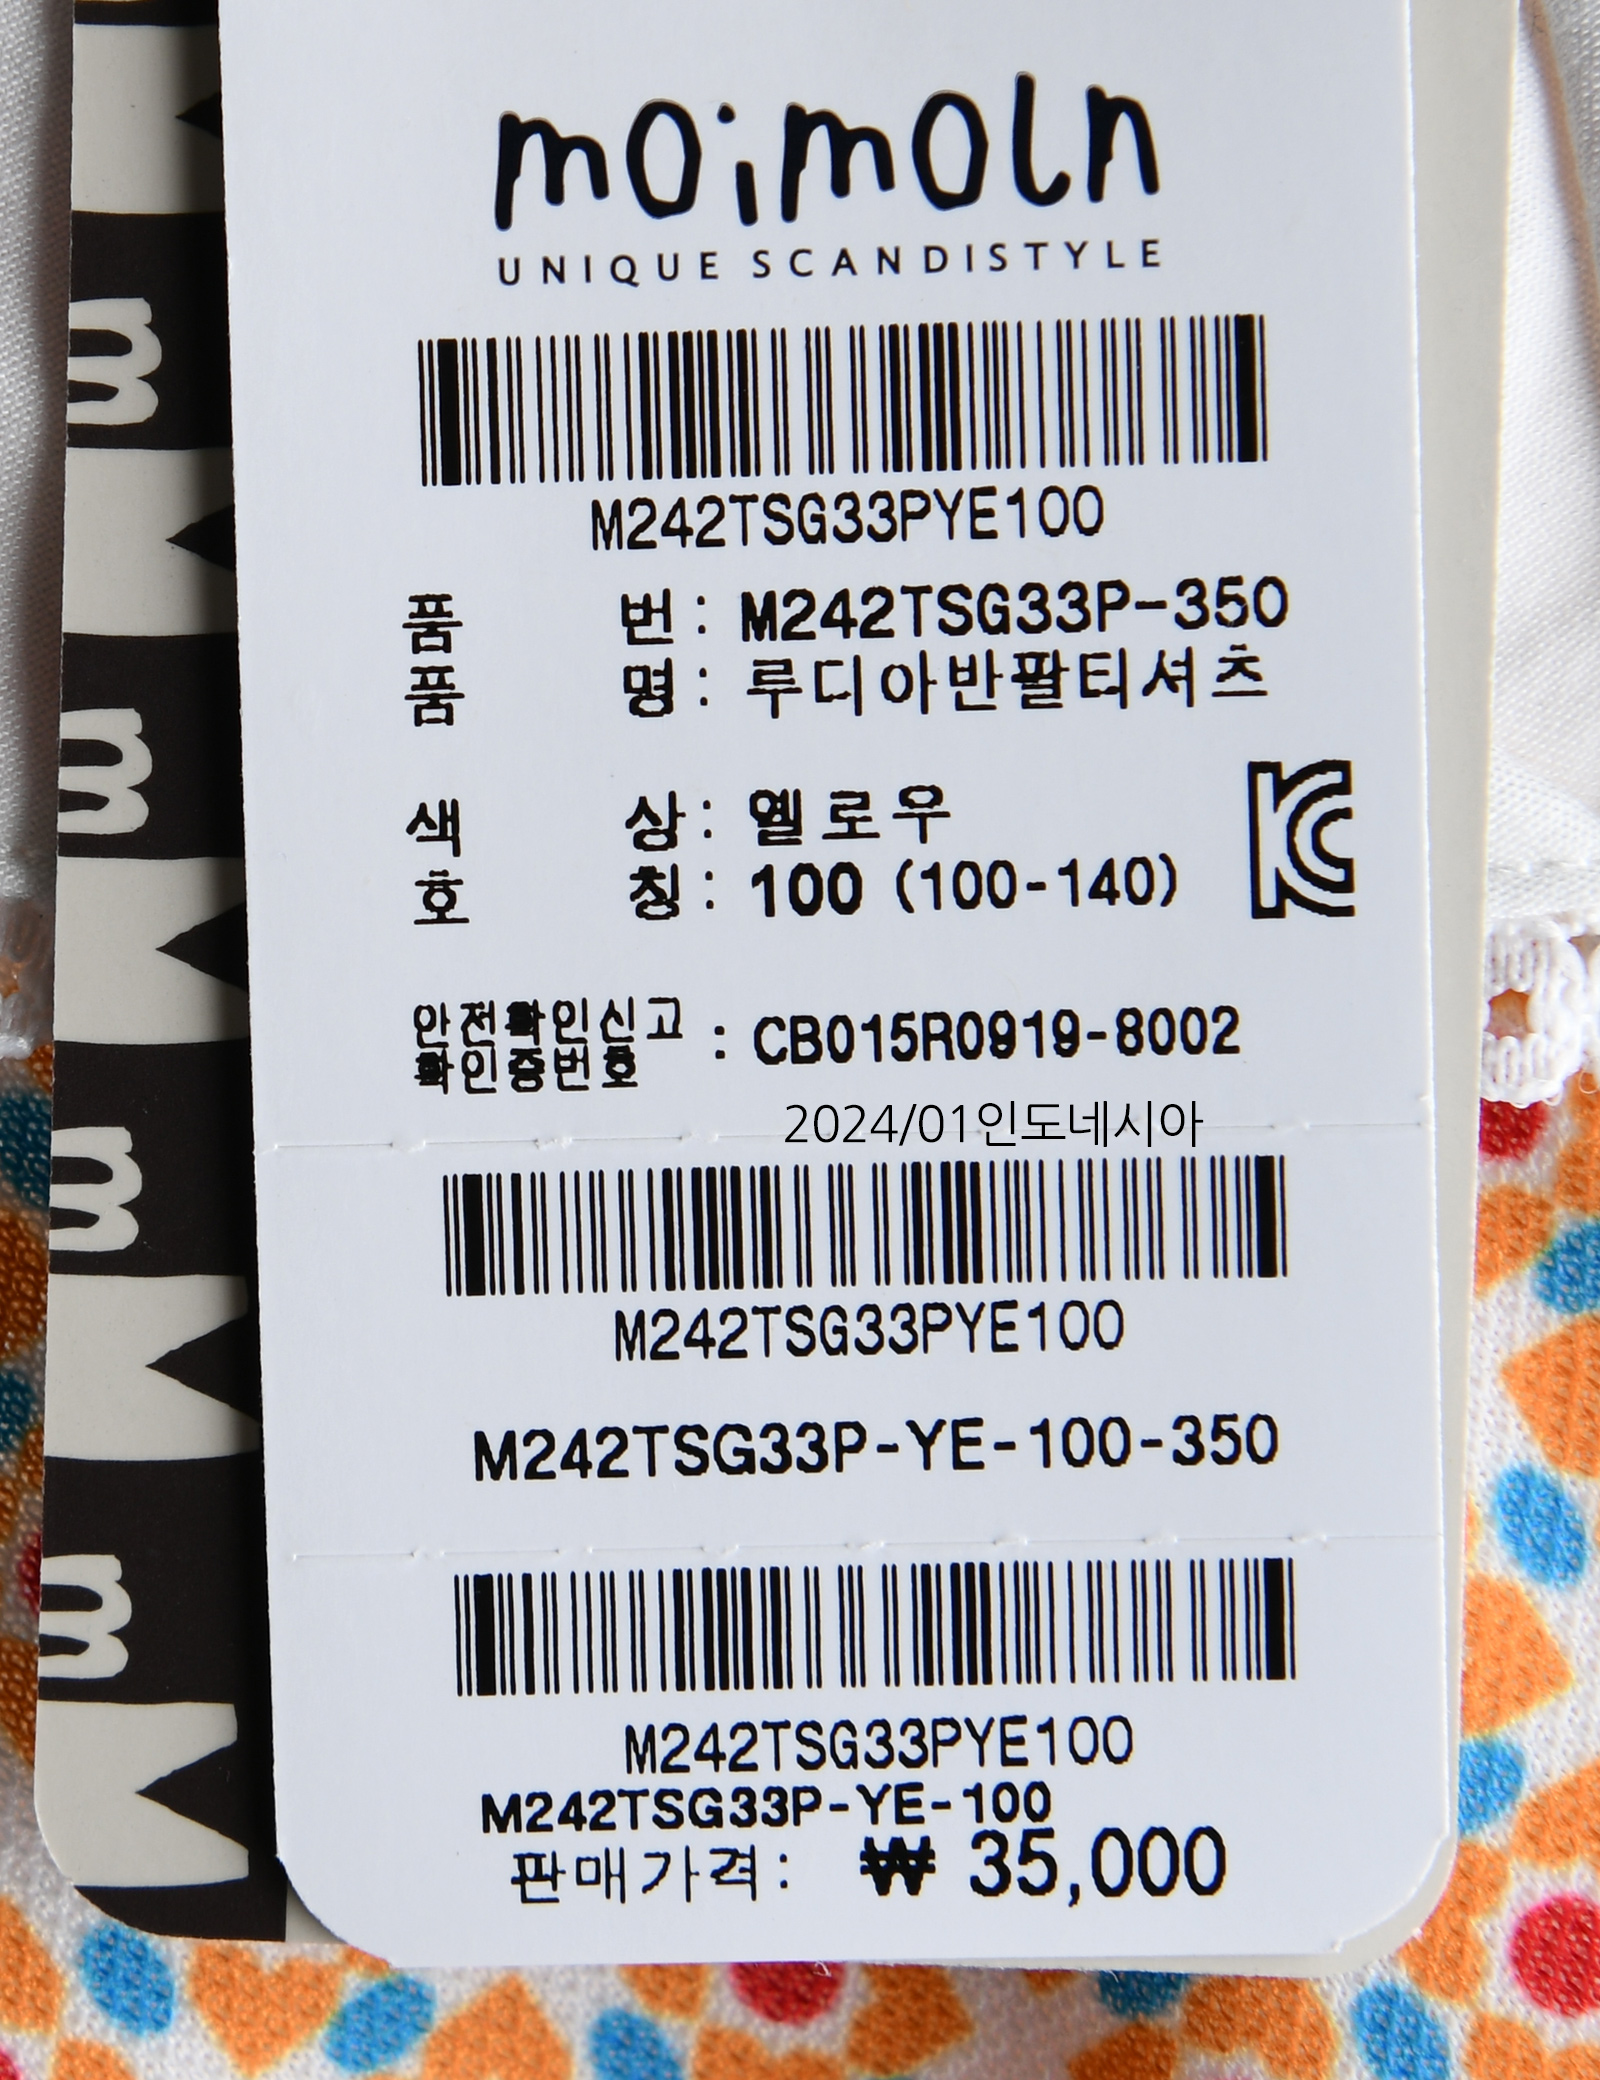 moimoln
UNIQUE SCANDISTYLE
M242TSG33PYE100
품 번 : M242TSG33P-350
품 명 : 루디아반팔티셔츠
색 상 : 옐로우
호 칭 : 100 (100-140)
안전확인신고
확인증번호 : CB015R0919-8002
2024/01인도네시아
M242TSG33PYE100
M242TSG33P-YE-100-350
M242TSG33PYE100
M242TSG33P-YE-100
판매가격: ₩ 35,000